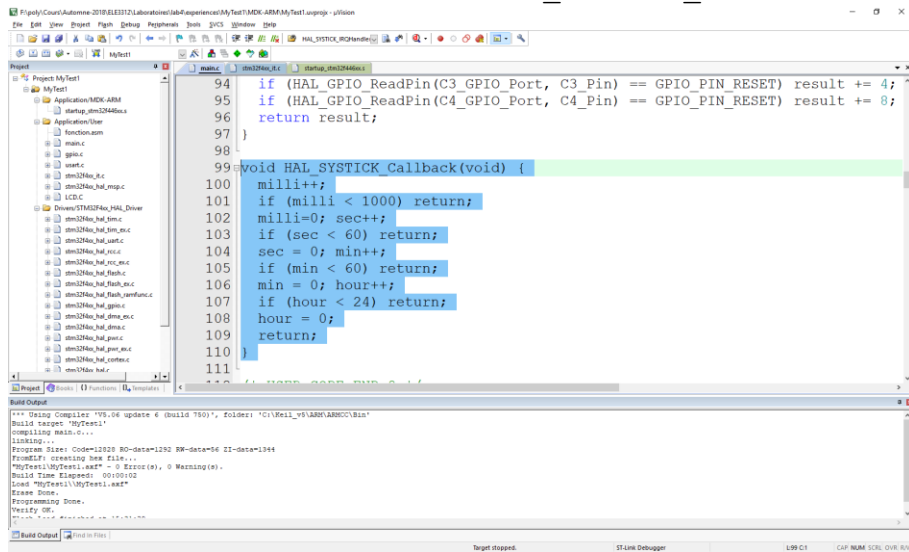 F:\poly\Cours\Automne-2018\ELE3312\Laboratoires\lab4\experiences\MyTest1\MDK-ARM\MyTest1.uvprojx - µVision
File Edit View Project Flash Debug Peripherals Tools SVCS Window Help
HAL_SYSTICK_IRQHandler
MyTest1
Project
main.c stm32f4xx_it.c startup_stm32f446xx.s
Project: MyTest1
MyTest1
Application/MDK-ARM
startup_stm32f446xx.s
Application/User
fonction.asm
main.c
gpio.c
usart.c
stm32f4xx_it.c
stm32f4xx_hal_msp.c
LCD.C
Drivers/STM32F4xx_HAL_Driver
stm32f4xx_hal_tim.c
stm32f4xx_hal_tim_ex.c
stm32f4xx_hal_uart.c
stm32f4xx_hal_rcc.c
stm32f4xx_hal_rcc_ex.c
stm32f4xx_hal_flash.c
stm32f4xx_hal_flash_ex.c
stm32f4xx_hal_flash_ramfunc.c
stm32f4xx_hal_gpio.c
stm32f4xx_hal_dma_ex.c
stm32f4xx_hal_dma.c
stm32f4xx_hal_pwr.c
stm32f4xx_hal_pwr_ex.c
stm32f4xx_hal_cortex.c
stm32f4xx_hal.c
Project Books Functions Templates
94 if (HAL_GPIO_ReadPin(C3_GPIO_Port, C3_Pin) == GPIO_PIN_RESET) result += 4;
95 if (HAL_GPIO_ReadPin(C4_GPIO_Port, C4_Pin) == GPIO_PIN_RESET) result += 8;
96 return result;
97 }
98
99 void HAL_SYSTICK_Callback(void) {
100 milli++;
101 if (milli < 1000) return;
102 milli=0; sec++;
103 if (sec < 60) return;
104 sec = 0; min++;
105 if (min < 60) return;
106 min = 0; hour++;
107 if (hour < 24) return;
108 hour = 0;
109 return;
110 }
111
Build Output
*** Using Compiler 'V5.06 update 6 (build 750)', folder: 'C:\Keil_v5\ARM\ARMCC\Bin'
Build target 'MyTest1'
compiling main.c...
linking...
Program Size: Code=12828 RO-data=1292 RW-data=56 ZI-data=1344
FromELF: creating hex file...
"MyTest1\MyTest1.axf" - 0 Error(s), 0 Warning(s).
Build Time Elapsed: 00:00:02
Load "MyTest1\\MyTest1.axf"
Erase Done.
Programming Done.
Verify OK.
Build Output Find in Files
Target stopped. ST-Link Debugger L:99 C:1 CAP NUM SCRL OVR R/W